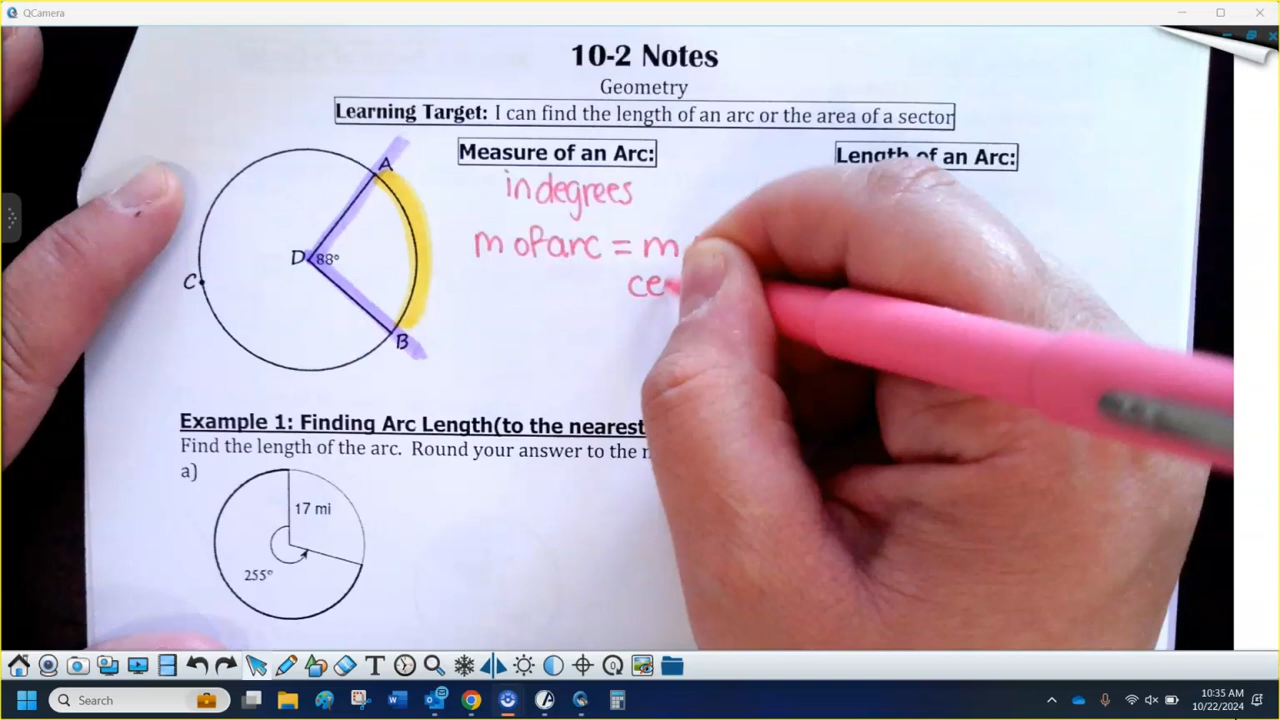 QCamera
10-2 Notes
Geometry
Learning Target: I can find the length of an arc or the area of a sector
Measure of an Arc:
Length of an Arc:
in degrees
m of arc = m
ce
A
D 88°
C
B
Example 1: Finding Arc Length(to the nearest
Find the length of the arc. Round your answer to the
a)
17 mi
255°
Search
10:35 AM
10/22/2024